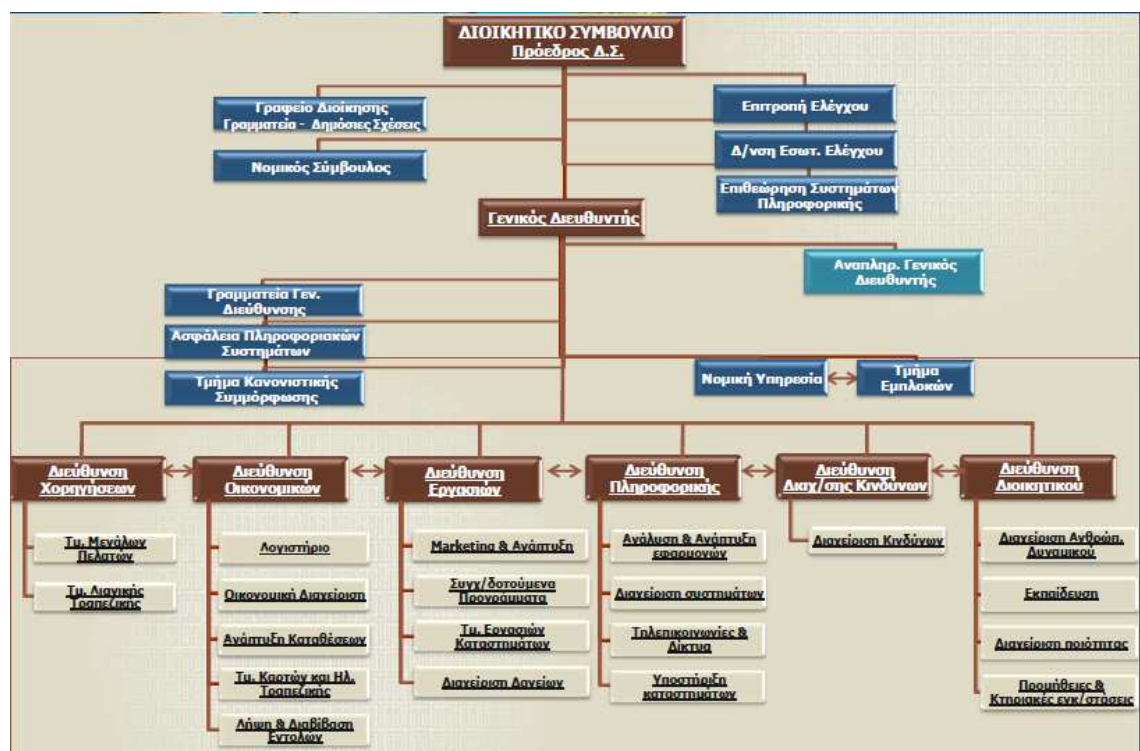 ΔΙΟΙΚΗΤΙΚΟ ΣΥΜΒΟΥΛΙΟ
Πρόεδρος Δ.Σ.
Γραφείο Διοίκησης
Γραμματεία - Δημόσιες Σχέσεις
Νομικός Σύμβουλος
Επιτροπή Ελέγχου
Δ/νση Εσωτ. Ελέγχου
Επιθεώρηση Συστημάτων
Πληροφορικής
Γενικός Διευθυντής
Αναπληρ. Γενικός
Διευθυντής
Γραμματεία Γεν.
Διεύθυνσης
Ασφάλεια Πληροφοριακών
Συστημάτων
Τμήμα Κανονιστικής
Συμμόρφωσης
Νομική Υπηρεσία
Τμήμα
Εμπλοκών
Διεύθυνση
Χορηγήσεων
Τμ. Μεγάλων
Πελατών
Τμ. Λιανικής
Τραπεζικής
Διεύθυνση
Οικονομικών
Λογιστήριο
Οικονομική Διαχείριση
Ανάπτυξη Καταθέσεων
Τμ. Καρτών και Ηλ.
Τραπεζικής
Λήψη & Διαβίβαση
Εντολών
Διεύθυνση
Εργασιών
Marketing & Ανάπτυξη
Συγχ/δοτούμενα
Προγράμματα
Τμ. Εργασιών
Καταστημάτων
Διαχείριση Δανείων
Διεύθυνση
Πληροφορικής
Ανάλυση & Ανάπτυξη
εφαρμογών
Διαχείριση συστημάτων
Τηλεπικοινωνίες &
Δίκτυα
Υποστήριξη
καταστημάτων
Διεύθυνση
Διαχ/σης Κινδύνων
Διαχείριση Κινδύνων
Διεύθυνση
Διοικητικού
Διαχείριση Ανθρώπ.
Δυναμικού
Εκπαίδευση
Διαχείριση ποιότητας
Προμήθειες &
Κτηριακές εγκ/στάσεις